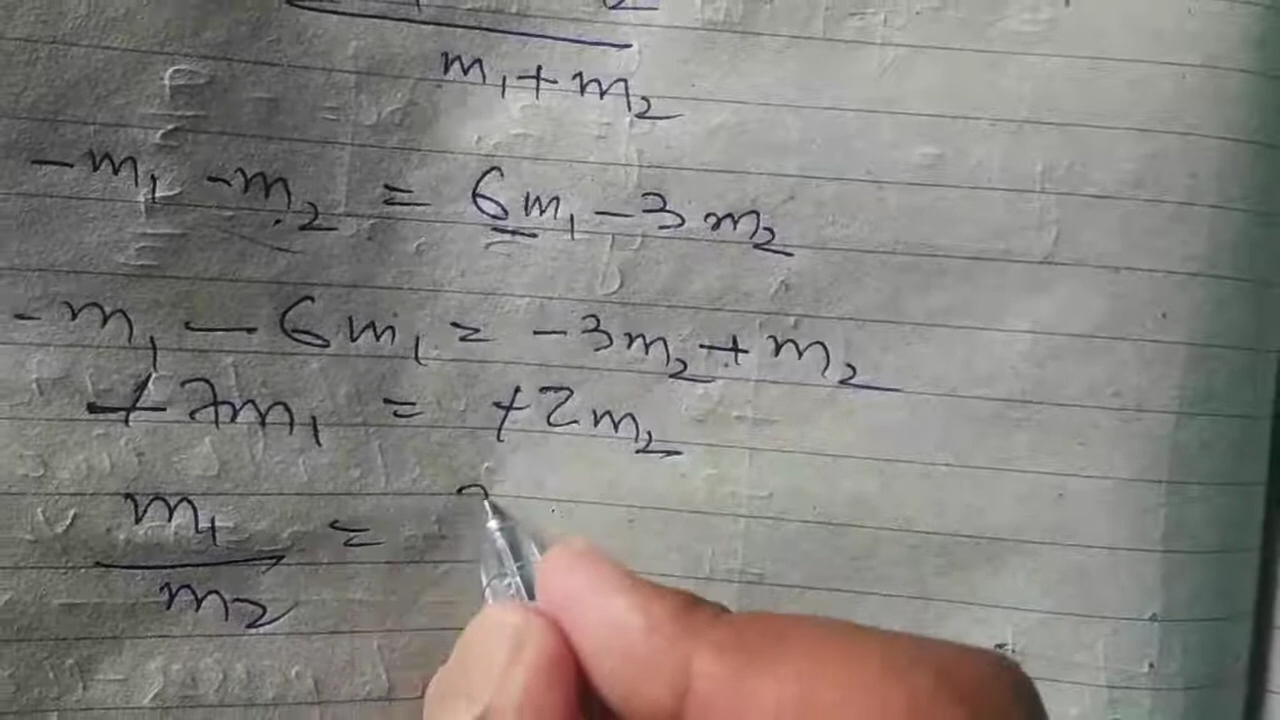 m₁ + m₂
-m₁ -m₂ = 6m₁ - 3m₂
-m₁ - 6m₁ = -3m₂ + m₂
+7m₁ = +2m₂
m₁
/m₂ =